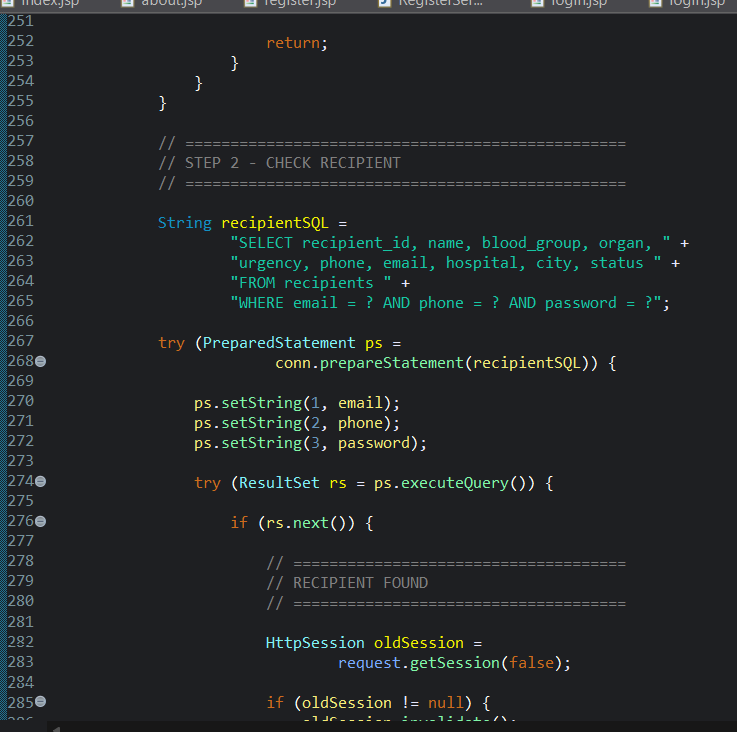 index.jsp about.jsp register.jsp RegisterSer... login.jsp login.jsp
251
252 return;
253 }
254 }
255 }
256
257 // =================================================
258 // STEP 2 - CHECK RECIPIENT
259 // =================================================
260
261 String recipientSQL =
262 "SELECT recipient_id, name, blood_group, organ, " +
263 "urgency, phone, email, hospital, city, status " +
264 "FROM recipients " +
265 "WHERE email = ? AND phone = ? AND password = ?";
266
267 try (PreparedStatement ps =
268 conn.prepareStatement(recipientSQL)) {
269
270 ps.setString(1, email);
271 ps.setString(2, phone);
272 ps.setString(3, password);
273
274 try (ResultSet rs = ps.executeQuery()) {
275
276 if (rs.next()) {
277
278 // =====================================
279 // RECIPIENT FOUND
280 // =====================================
281
282 HttpSession oldSession =
283 request.getSession(false);
284
285 if (oldSession != null) {
286 oldSession.invalidate();